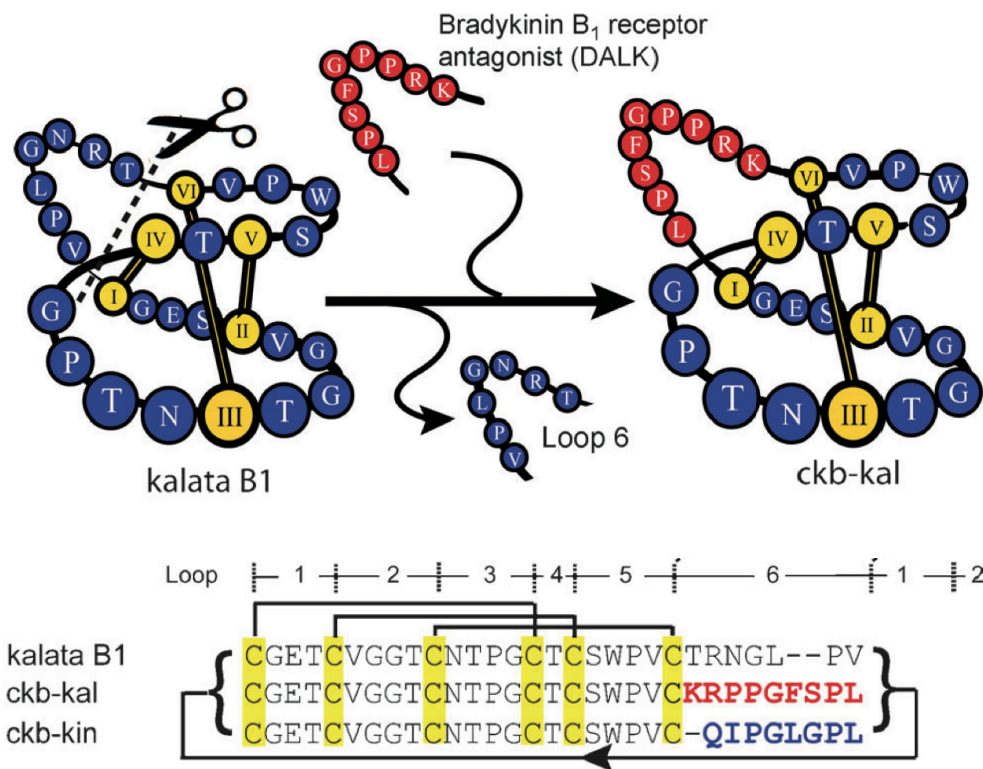 Bradykinin B₁ receptor
antagonist (DALK)
G P P R K
F
S
P
L
G N R T
L
P
V
VI V P W
IV T V S
I G E S II V G
G
P T N III T G
G P P R K
F
S
P
L
VI V P W
IV T V S
I G E S II V G
G
P T N III T G
G N R T
L
P
V
Loop 6
kalata B1
ckb-kal
Loop 1 2 3 4 5 6 1 2
kalata B1 CGETCVGGTCNTPGCTCSWPVCTRNGL--PV
ckb-kal CGETCVGGTCNTPGCTCSWPVCKRPPGFSPL
ckb-kin CGETCVGGTCNTPGCTCSWPVC-QIPGLGPL